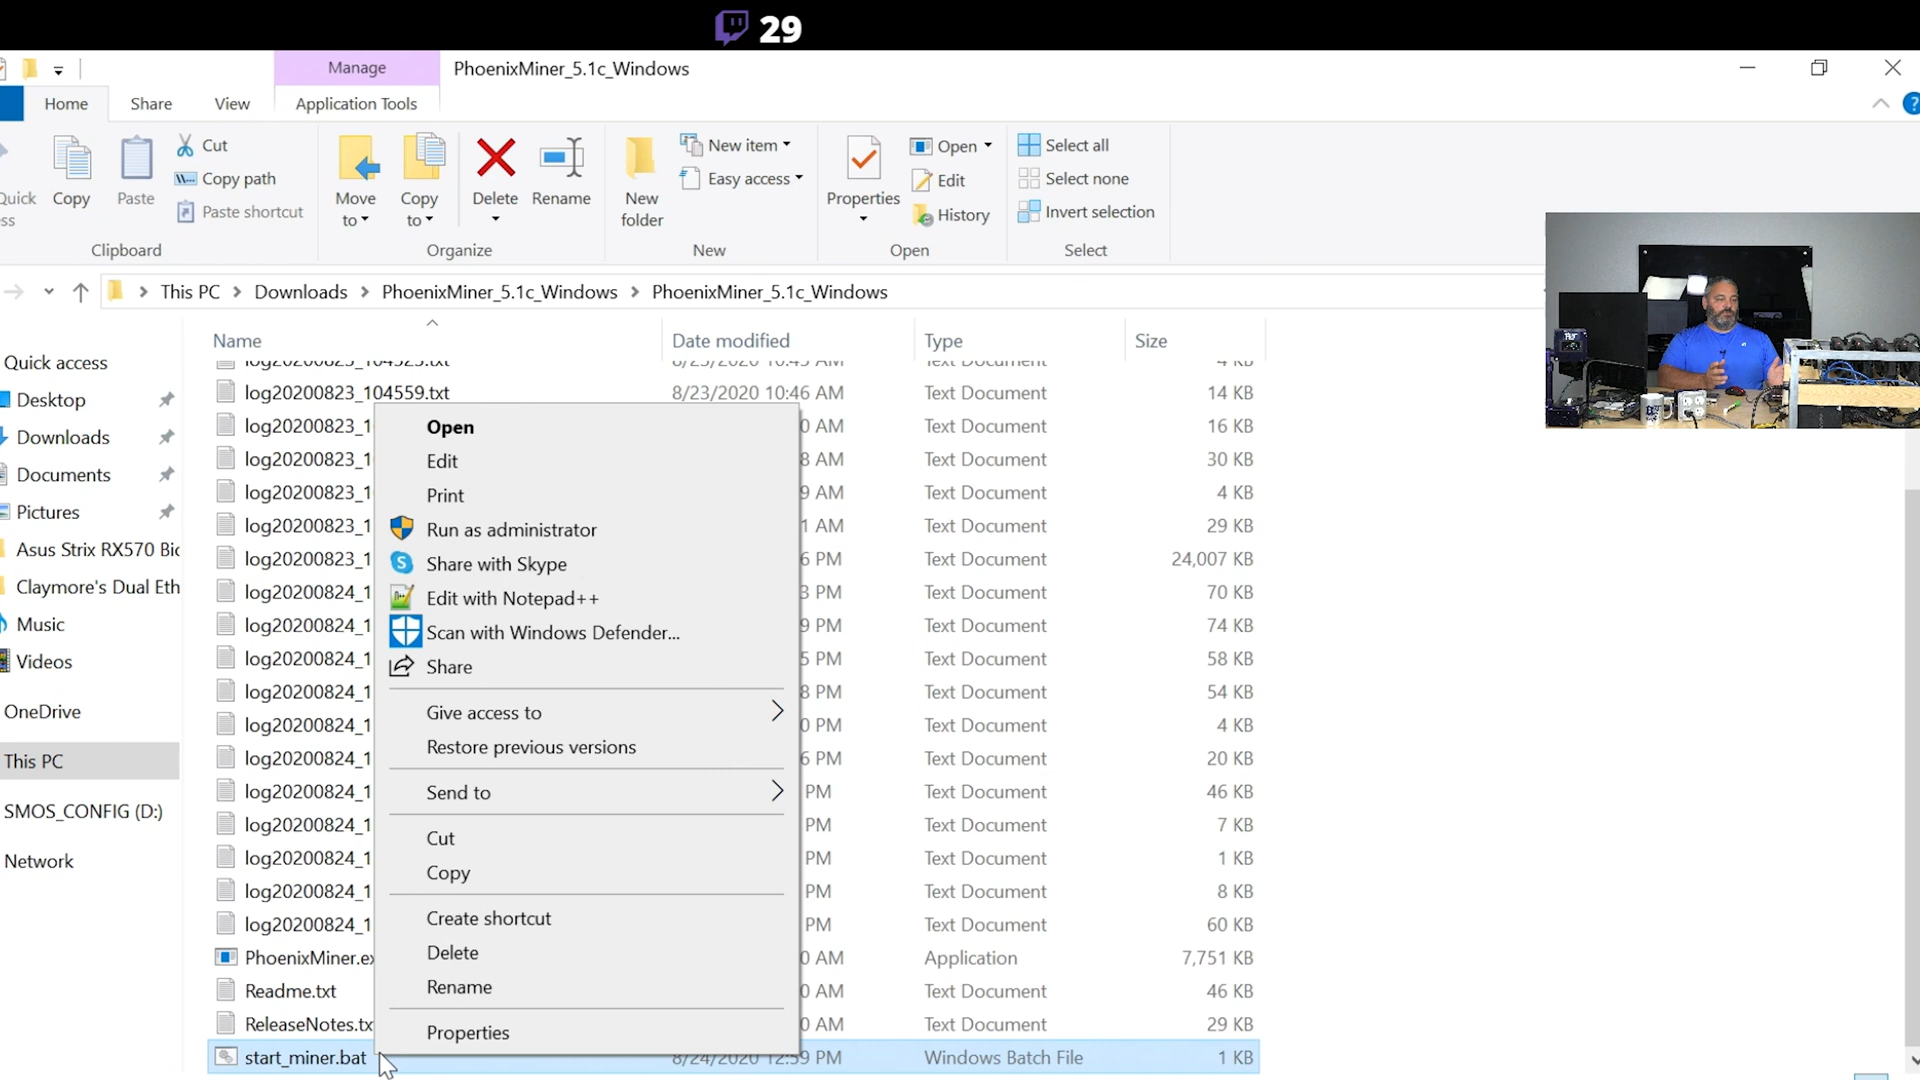 29
Manage
PhoenixMiner_5.1c_Windows
Home
Share
View
Application Tools
Copy
Paste
Cut
Copy path
Paste shortcut
Clipboard
Move to
Copy to
Delete
Rename
Organize
New folder
New item
Easy access
New
Properties
Open
Edit
History
Open
Select all
Select none
Invert selection
Select
This PC
Downloads
PhoenixMiner_5.1c_Windows
PhoenixMiner_5.1c_Windows
Name
Date modified
Type
Size
Quick access
Desktop
Downloads
Documents
Pictures
Asus Strix RX570 Bio
Claymore's Dual Eth
Music
Videos
OneDrive
This PC
SMOS_CONFIG (D:)
Network
log20200823_104559.txt 8/23/2020 10:46 AM Text Document 14 KB
log20200823_1 0 AM Text Document 16 KB
log20200823_1 8 AM Text Document 30 KB
log20200823_1 9 AM Text Document 4 KB
log20200823_1 1 AM Text Document 29 KB
log20200823_1 6 PM Text Document 24,007 KB
log20200824_1 3 PM Text Document 70 KB
log20200824_1 9 PM Text Document 74 KB
log20200824_1 5 PM Text Document 58 KB
log20200824_1 8 PM Text Document 54 KB
log20200824_1 0 PM Text Document 4 KB
log20200824_1 6 PM Text Document 20 KB
log20200824_1 PM Text Document 46 KB
log20200824_1 PM Text Document 7 KB
log20200824_1 PM Text Document 1 KB
log20200824_1 PM Text Document 8 KB
log20200824_1 PM Text Document 60 KB
PhoenixMiner.ex 0 AM Application 7,751 KB
Readme.txt 0 AM Text Document 46 KB
ReleaseNotes.tx 0 AM Text Document 29 KB
start_miner.bat 8/24/2020 12:59 PM Windows Batch File 1 KB
Open
Edit
Print
Run as administrator
Share with Skype
Edit with Notepad++
Scan with Windows Defender...
Share
Give access to
Restore previous versions
Send to
Cut
Copy
Create shortcut
Delete
Rename
Properties